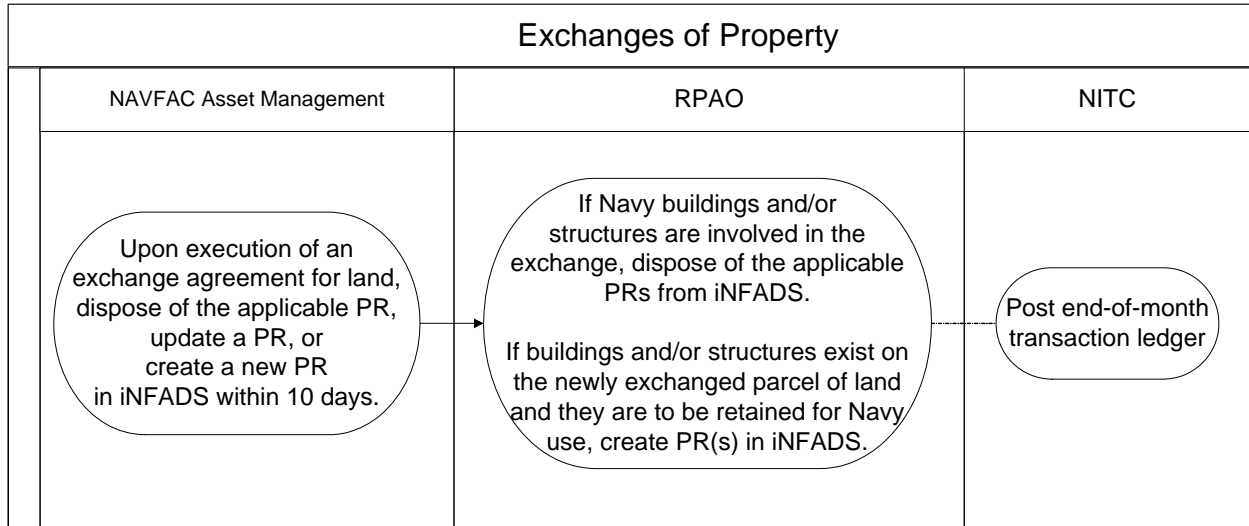 Exchanges of Property
NAVFAC Asset Management
RPAO
NITC
Upon execution of an
exchange agreement for land,
dispose of the applicable PR,
update a PR, or
create a new PR
in iNFADS within 10 days.
If Navy buildings and/or
structures are involved in the
exchange, dispose of the applicable
PRs from iNFADS.
If buildings and/or structures exist on
the newly exchanged parcel of land
and they are to be retained for Navy
use, create PR(s) in iNFADS.
Post end-of-month
transaction ledger